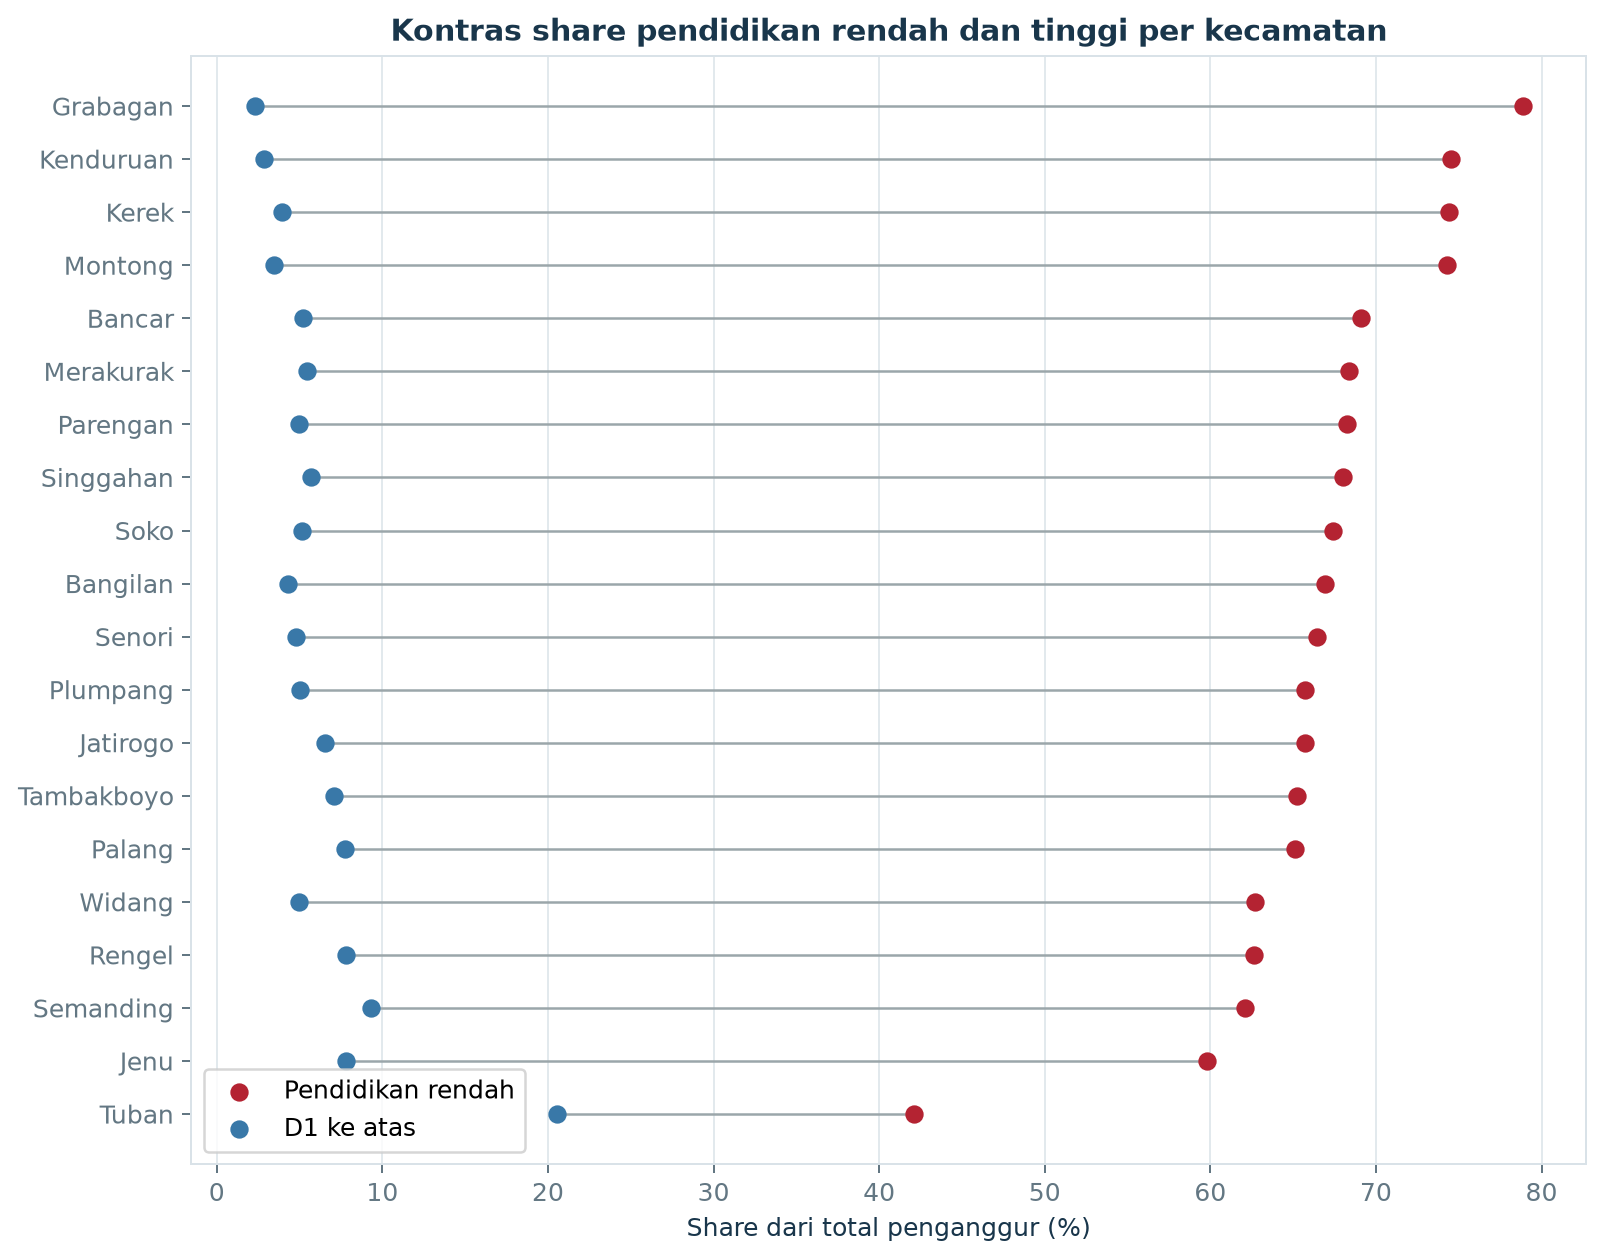 Kontras share pendidikan rendah dan tinggi per kecamatan
Grabagan
Kenduruan
Kerek
Montong
Bancar
Merakurak
Parengan
Singgahan
Soko
Bangilan
Senori
Plumpang
Jatirogo
Tambakboyo
Palang
Widang
Rengel
Semanding
Jenu
Tuban
Pendidikan rendah
D1 ke atas
0 10 20 30 40 50 60 70 80
Share dari total penganggur (%)